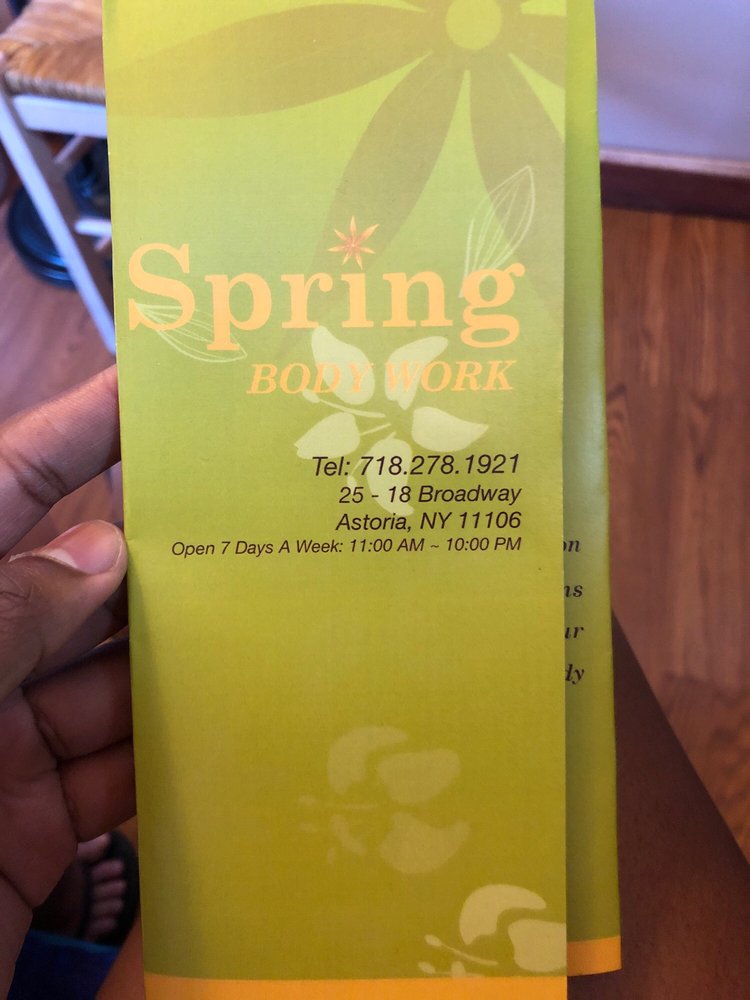 Spring
BODY WORK
Tel: 718.278.1921
25 - 18 Broadway
Astoria, NY 11106
Open 7 Days A Week: 11:00 AM ~ 10:00 PM